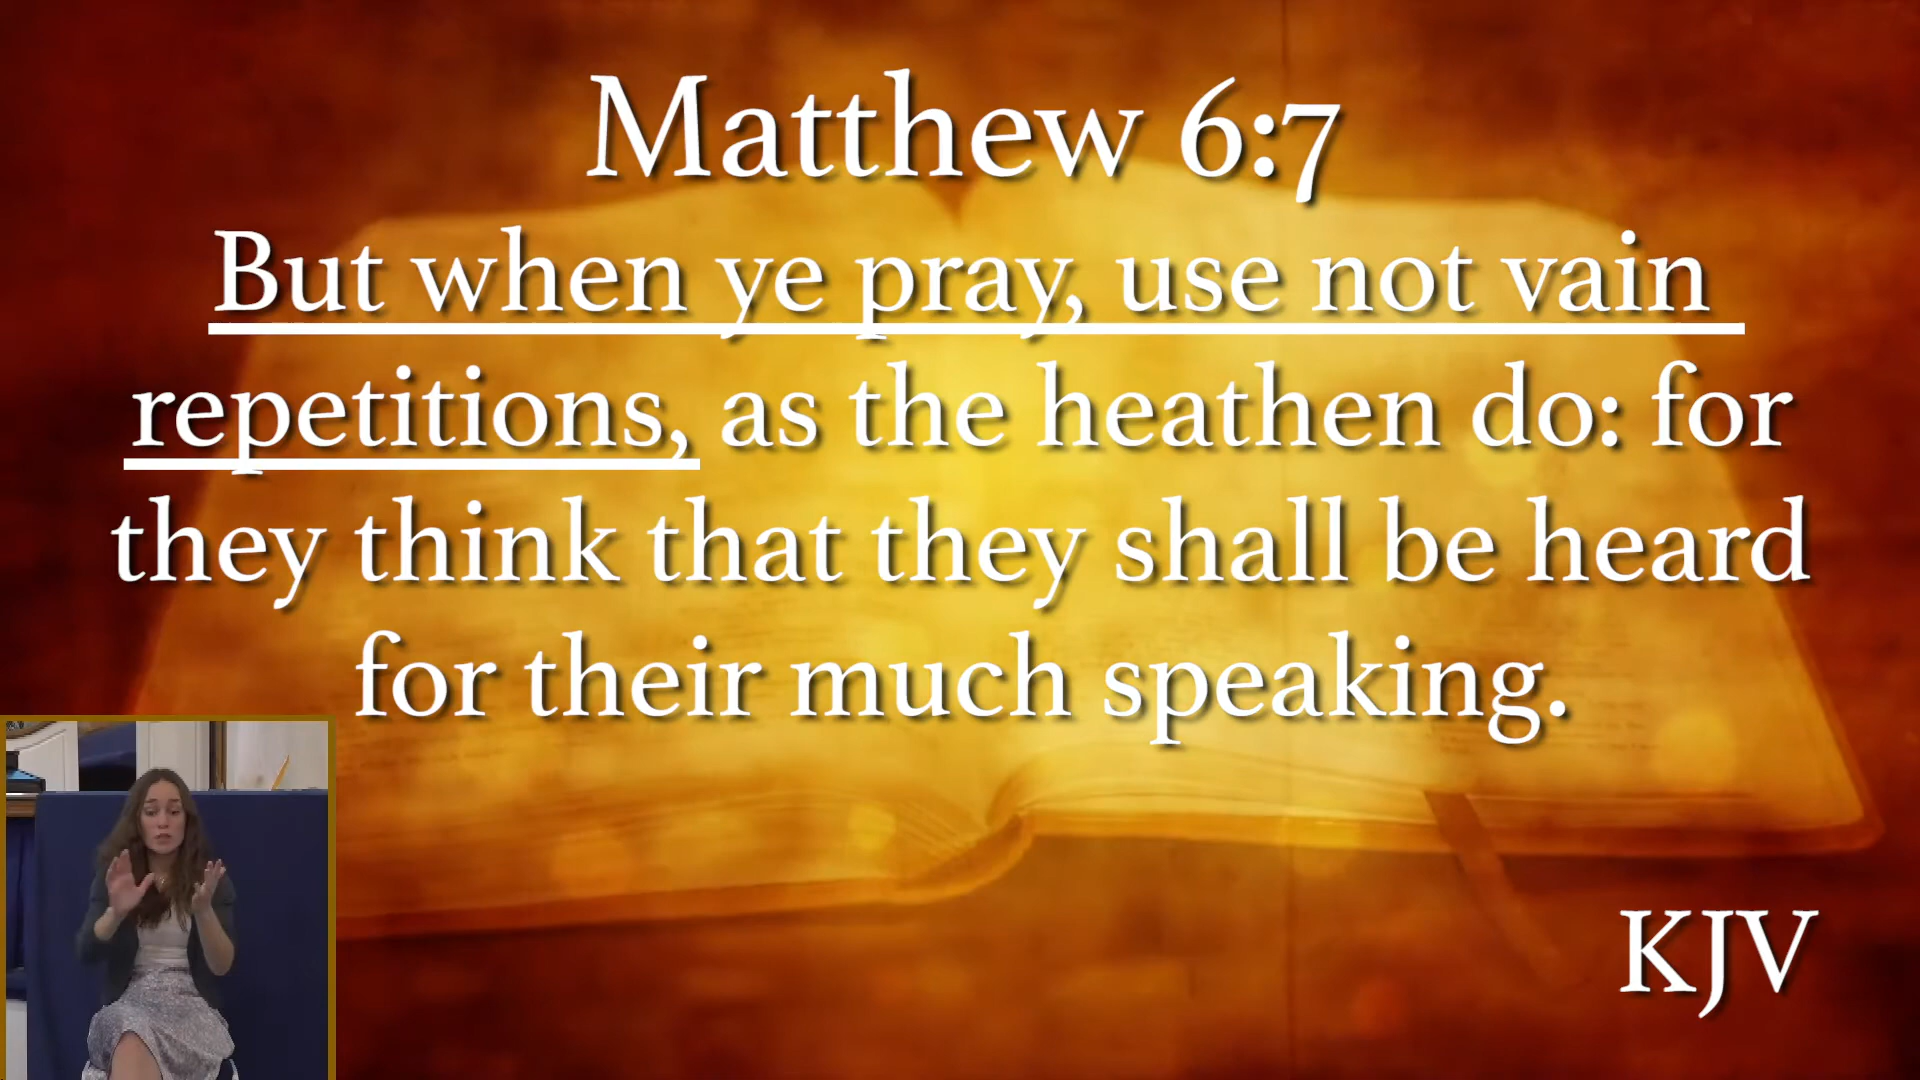 Matthew 6:7
But when ye pray, use not vain
repetitions, as the heathen do: for
they think that they shall be heard
for their much speaking.
KJV